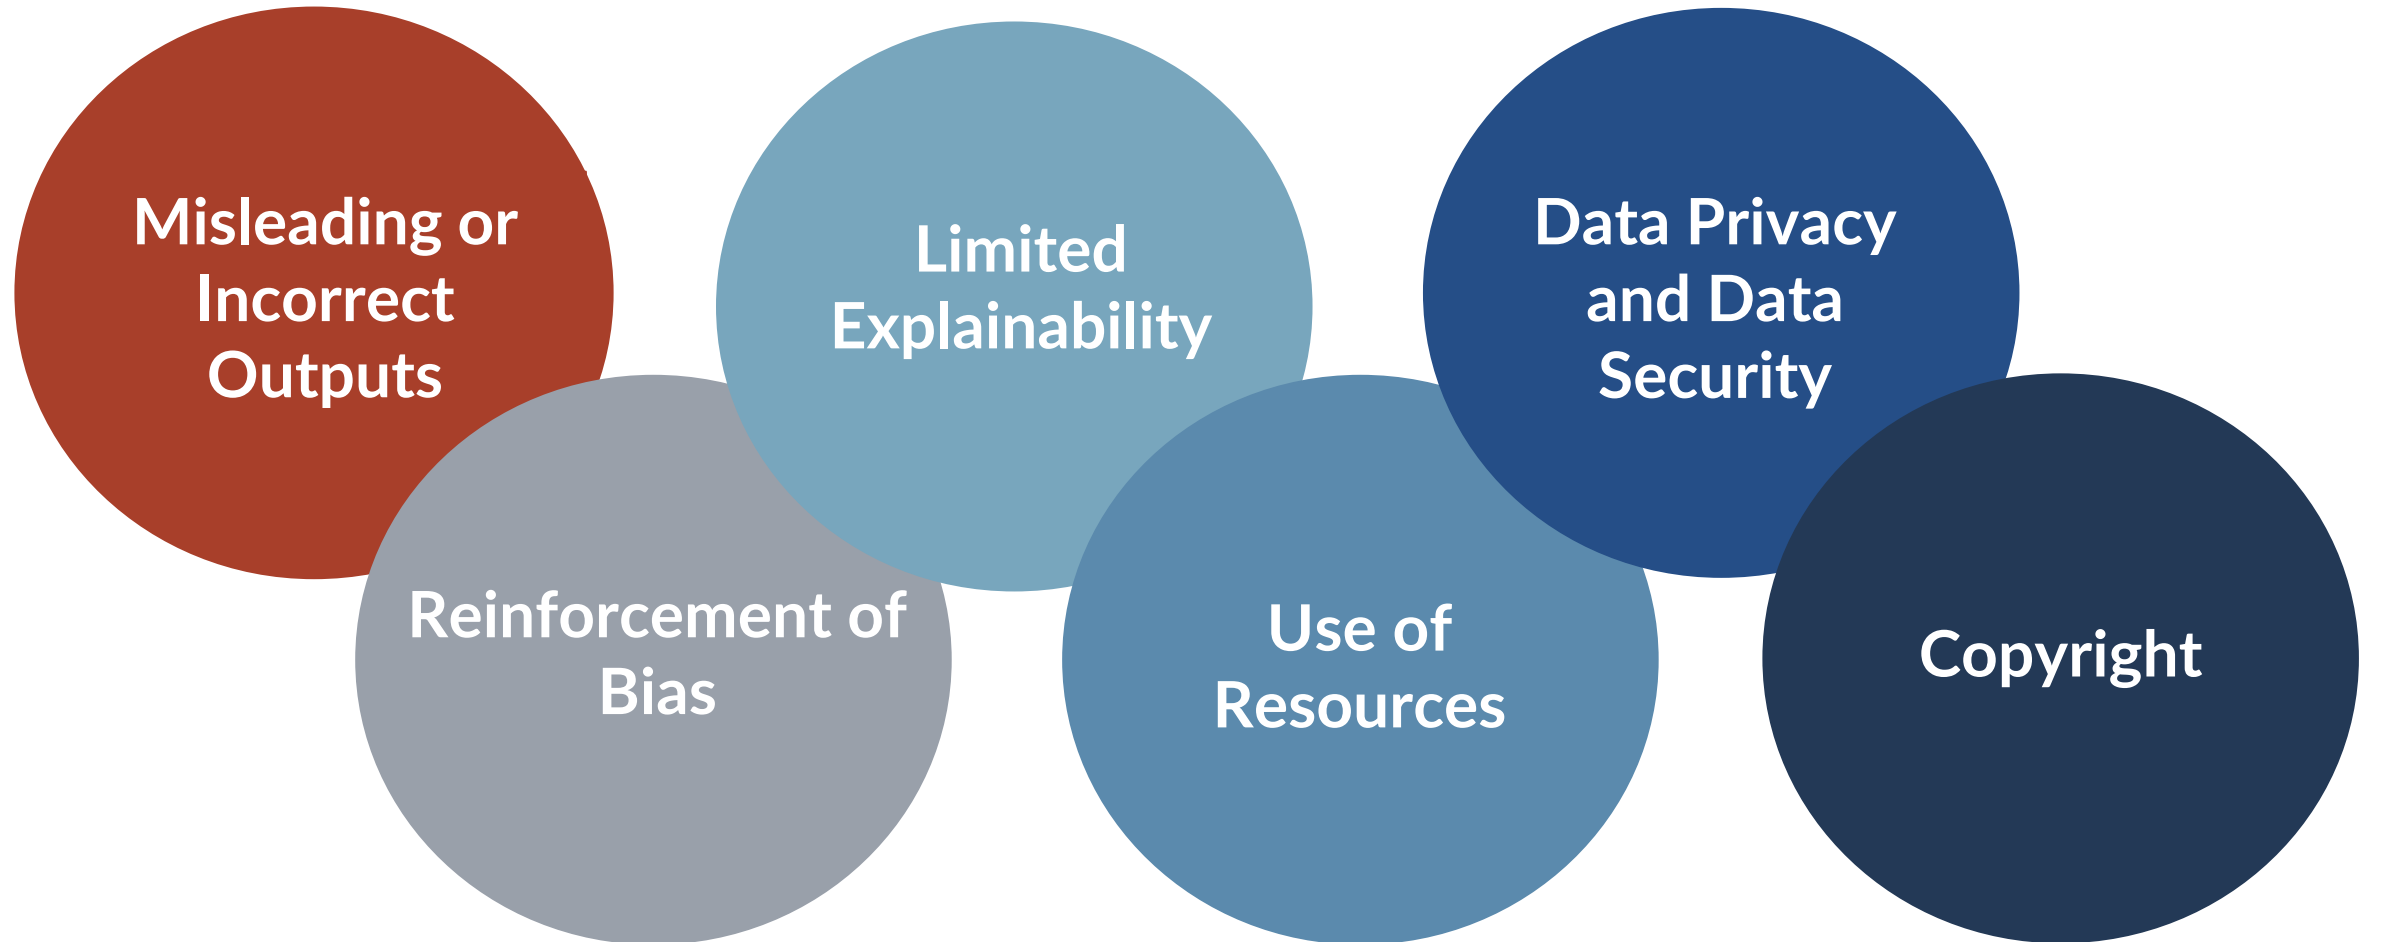 Misleading or
Incorrect
Outputs
Reinforcement of
Bias
Limited
Explainability
Use of
Resources
Data Privacy
and Data
Security
Copyright